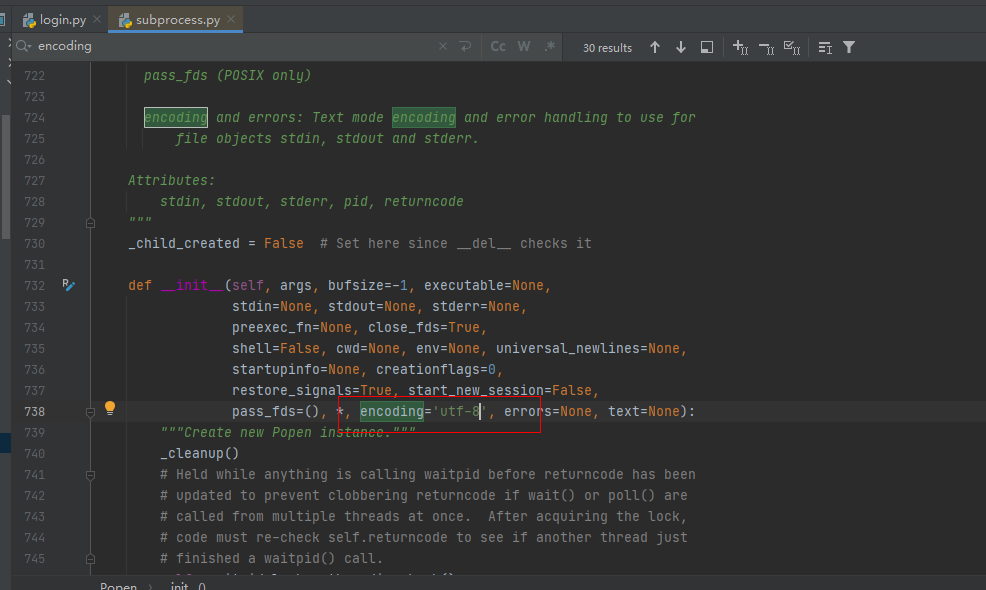 login.py × subprocess.py ×
encoding × Cc W .* 30 results
722 pass_fds (POSIX only)
723
724 encoding and errors: Text mode encoding and error handling to use for
725 file objects stdin, stdout and stderr.
726
727 Attributes:
728 stdin, stdout, stderr, pid, returncode
729 """
730 _child_created = False  # Set here since __del__ checks it
731
732 def __init__(self, args, bufsize=-1, executable=None,
733 stdin=None, stdout=None, stderr=None,
734 preexec_fn=None, close_fds=True,
735 shell=False, cwd=None, env=None, universal_newlines=None,
736 startupinfo=None, creationflags=0,
737 restore_signals=True, start_new_session=False,
738 pass_fds=(), *, encoding='utf-8', errors=None, text=None):
739 """Create new Popen instance."""
740 _cleanup()
741 # Held while anything is calling waitpid before returncode has been
742 # updated to prevent clobbering returncode if wait() or poll() are
743 # called from multiple threads at once.  After acquiring the lock,
744 # code must re-check self.returncode to see if another thread just
745 # finished a waitpid() call.
Popen › __init__()